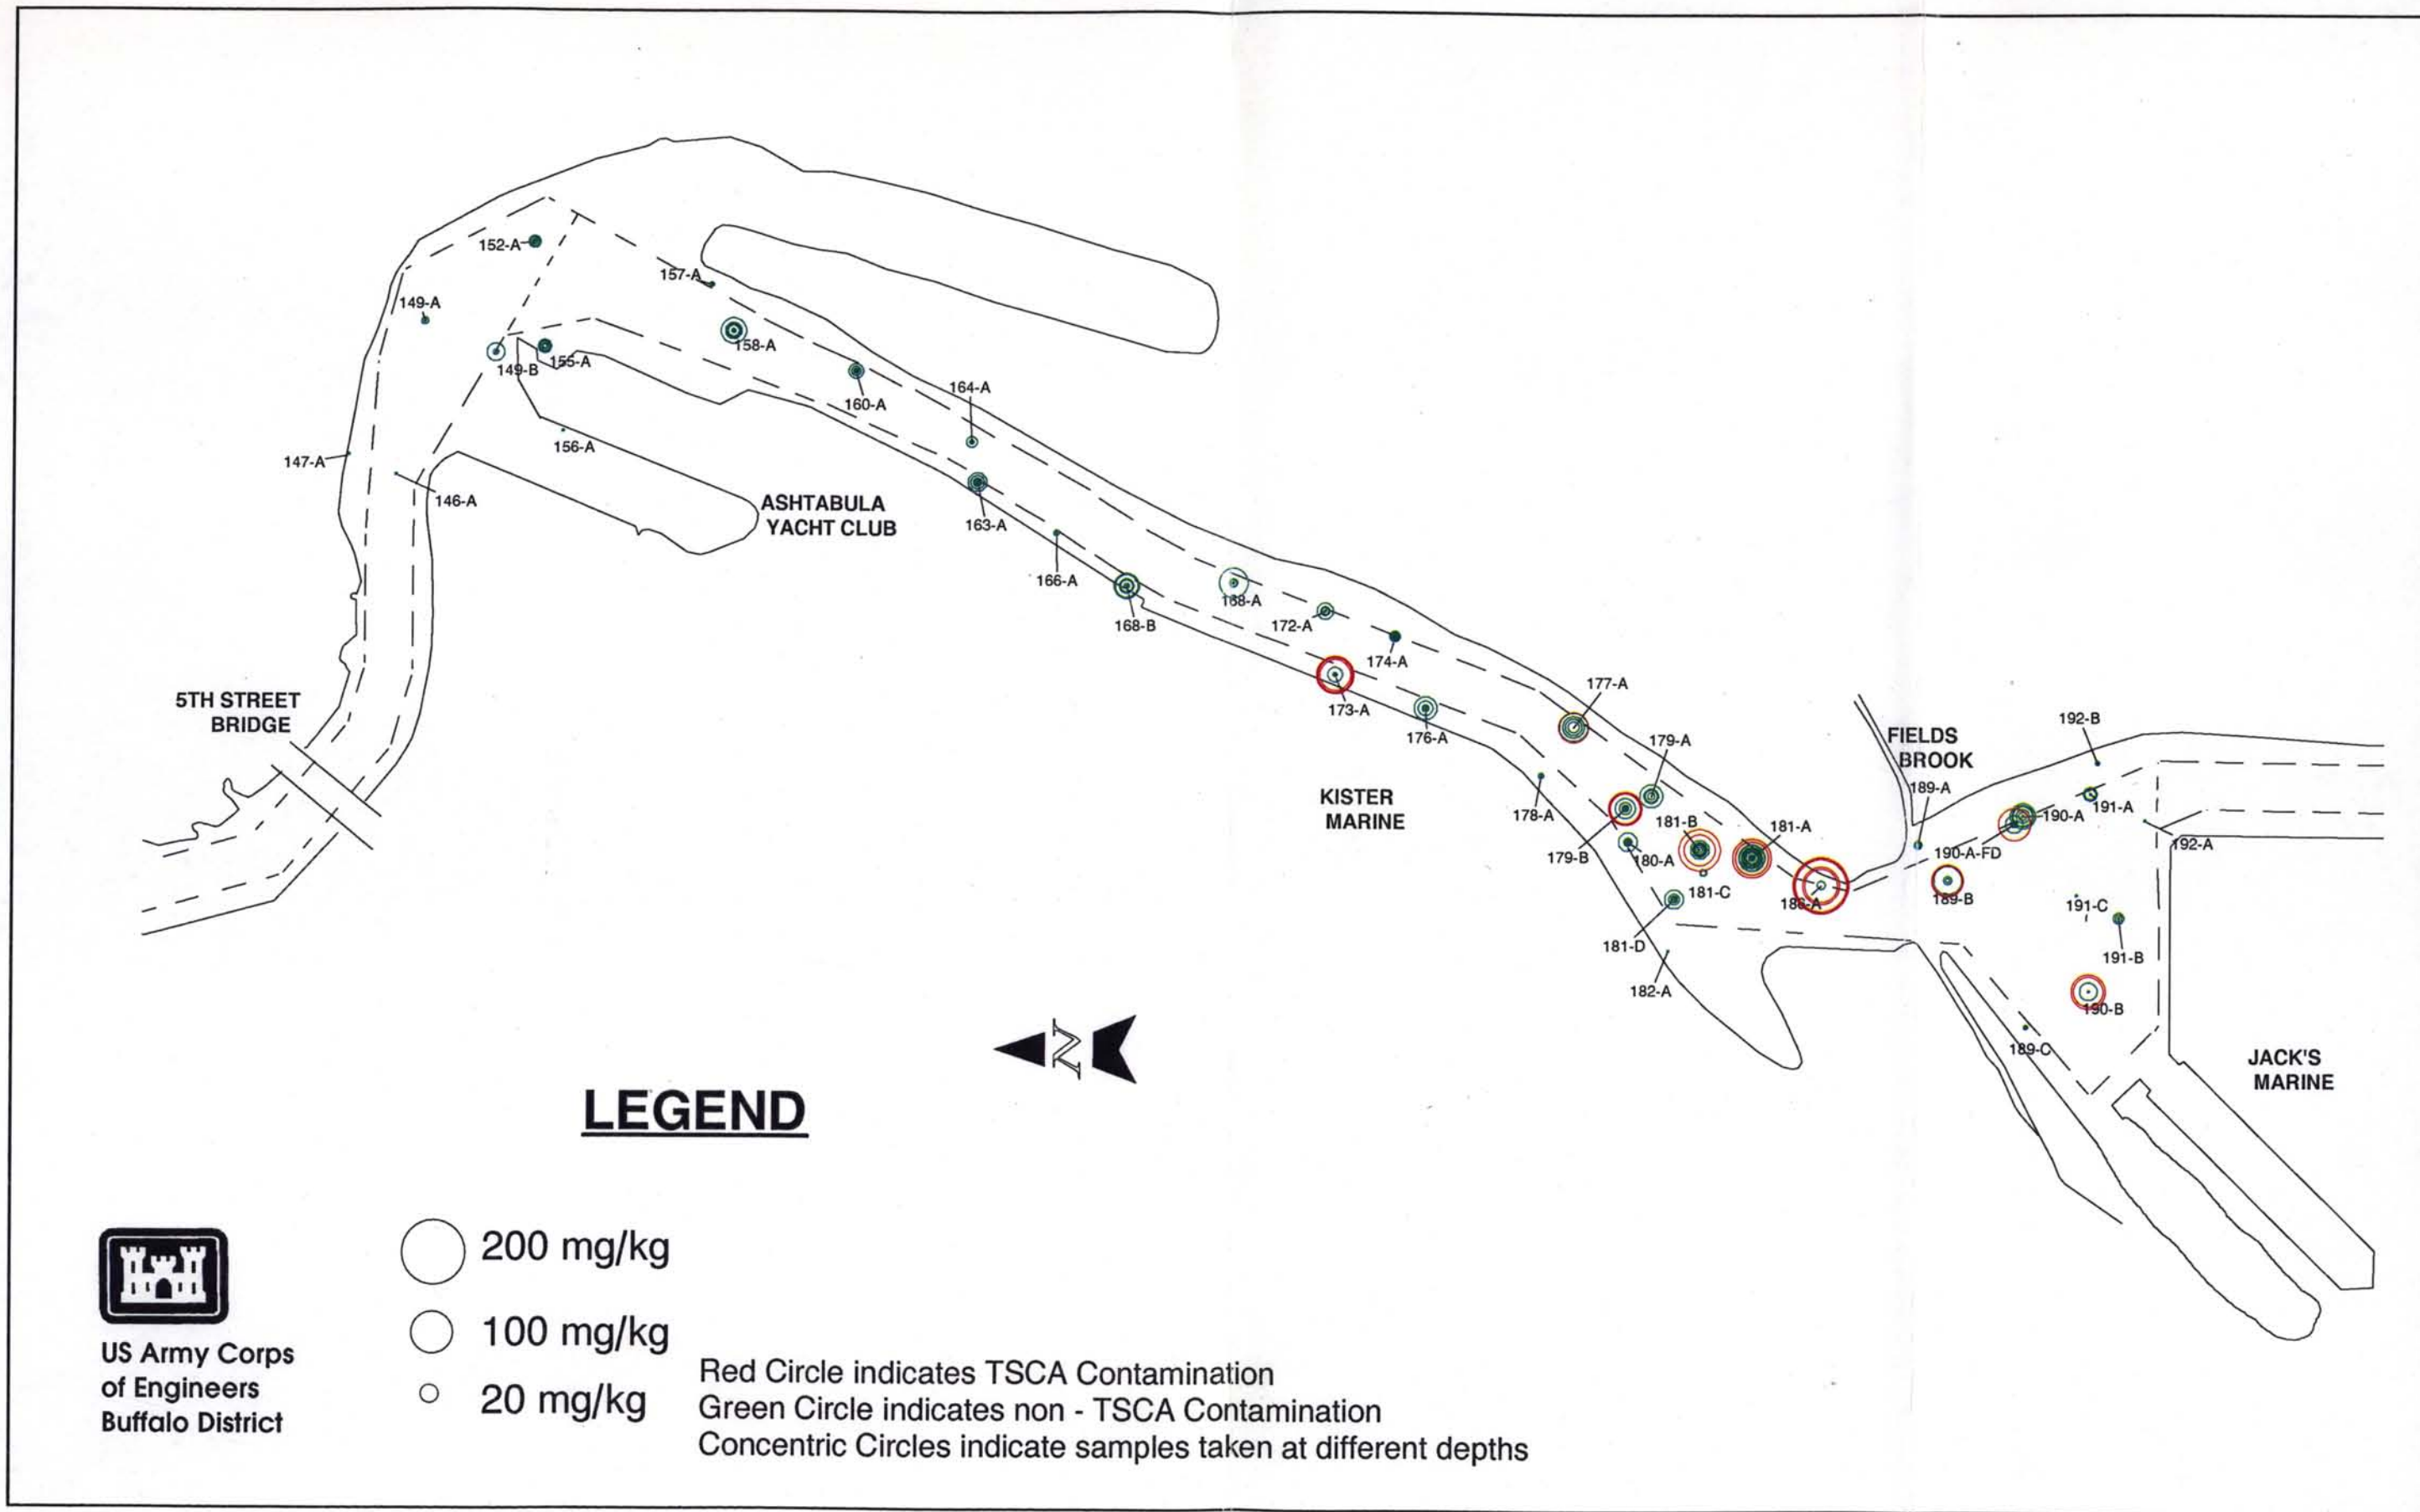 152-A
157-A
149-A
158-A
155-A
149-B
164-A
160-A
156-A
147-A
146-A
ASHTABULA
YACHT CLUB
163-A
166-A
168-A
168-B
172-A
174-A
173-A
177-A
176-A
5TH STREET
BRIDGE
192-B
FIELDS
BROOK
179-A
189-A
KISTER
MARINE
178-A
181-B
181-A
191-A
190-A
179-B
180-A
190-A-FD
192-A
181-C
186-A
189-B
191-C
181-D
191-B
182-A
190-B
N
189-C
JACK'S
MARINE
LEGEND
200 mg/kg
100 mg/kg
20 mg/kg
US Army Corps
of Engineers
Buffalo District
Red Circle indicates TSCA Contamination
Green Circle indicates non - TSCA Contamination
Concentric Circles indicate samples taken at different depths